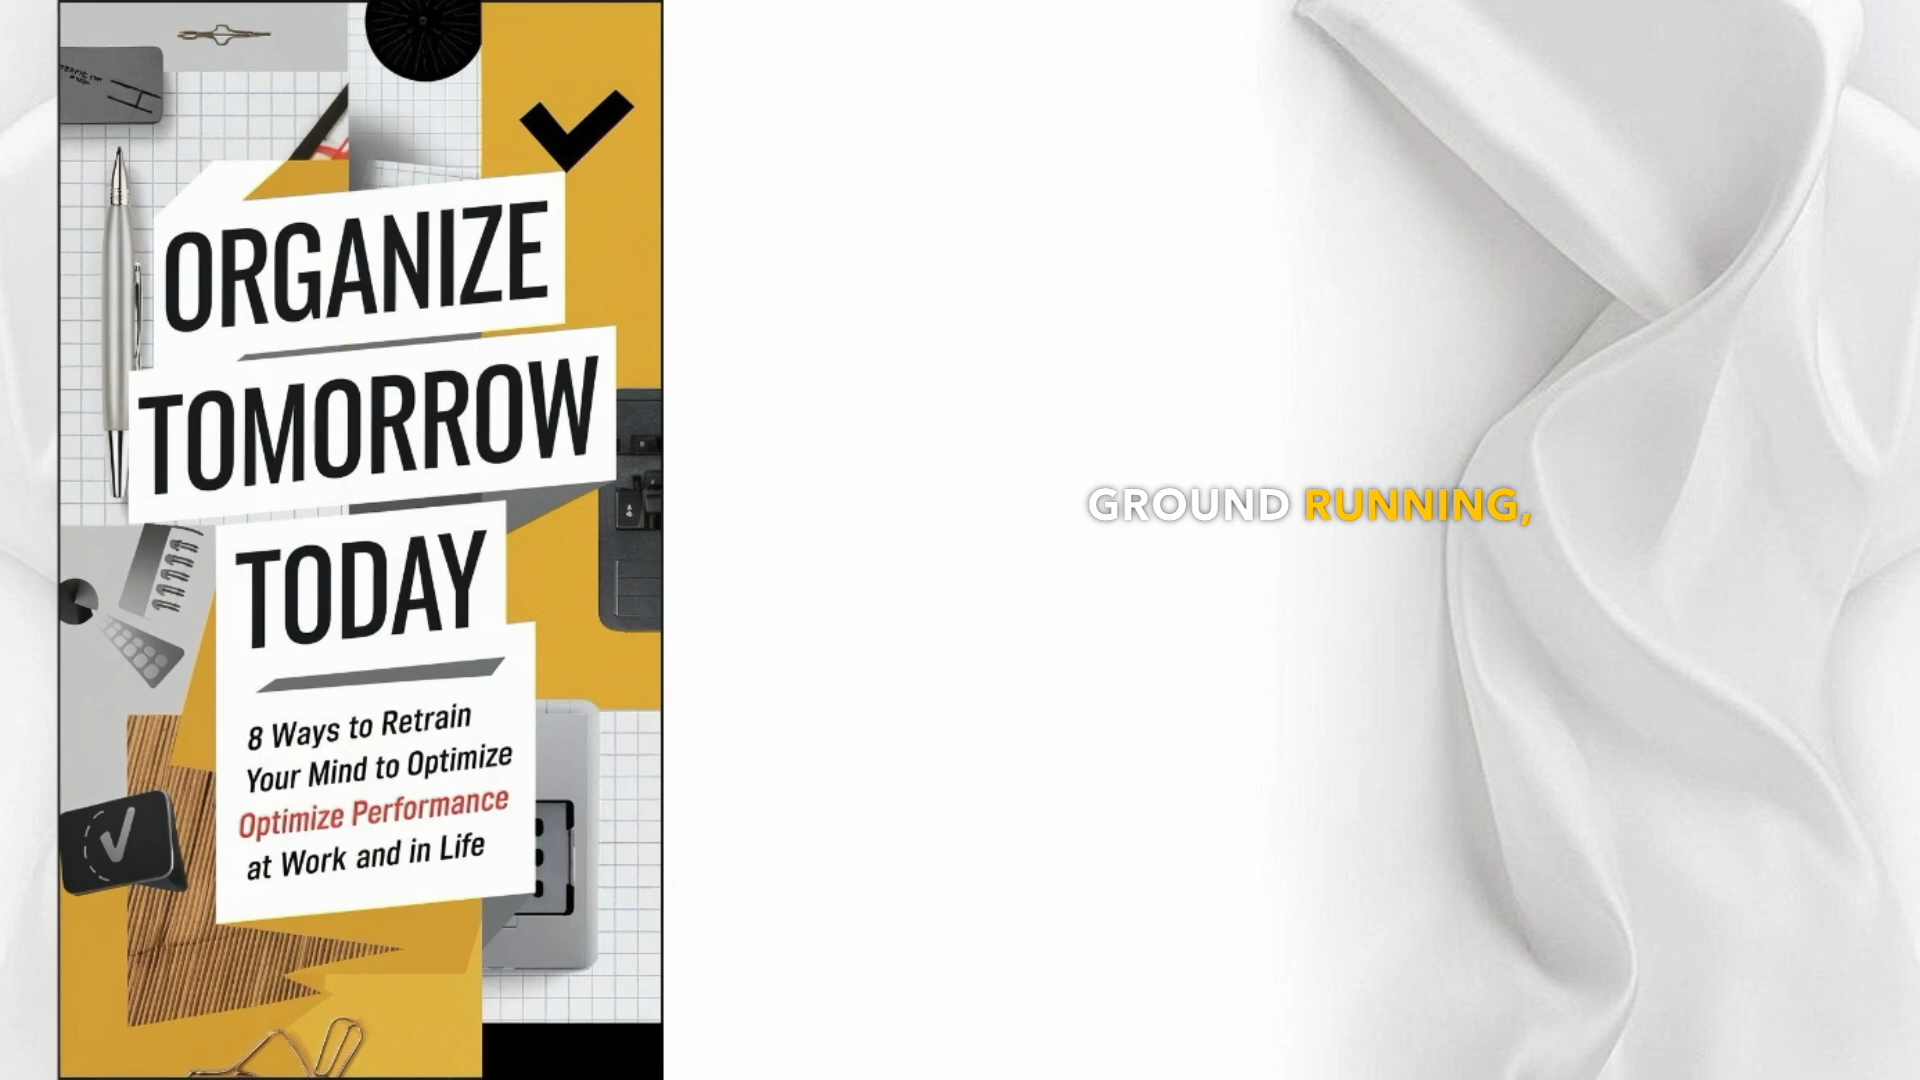 ORGANIZE
TOMORROW
TODAY
8 Ways to Retrain
Your Mind to Optimize
Optimize Performance
at Work and in Life
GROUND RUNNING,